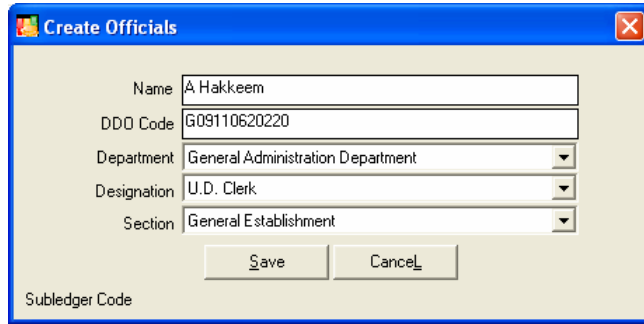 Create Officials
Name A Hakkeem
DDO Code G09110620220
Department General Administration Department
Designation U.D. Clerk
Section General Establishment
Save CanceL
Subledger Code